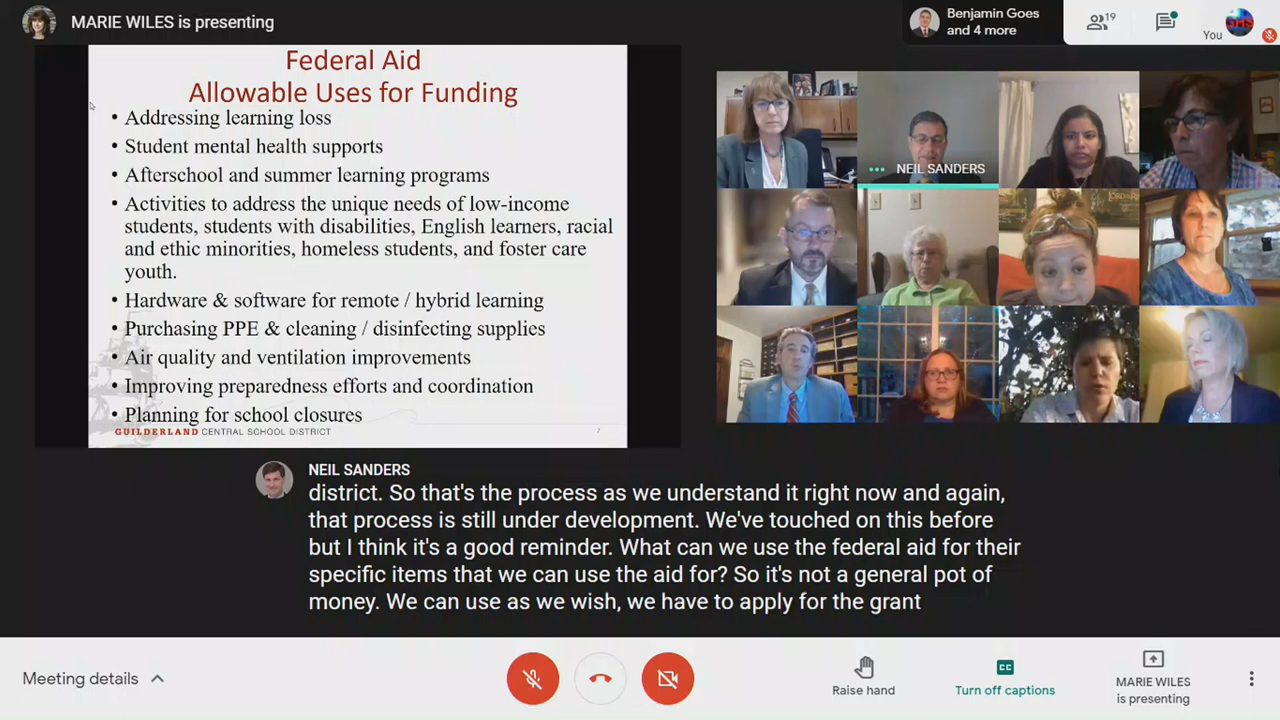 MARIE WILES is presenting
Benjamin Goes
and 4 more
19
You
Federal Aid
Allowable Uses for Funding
• Addressing learning loss
• Student mental health supports
• Afterschool and summer learning programs
• Activities to address the unique needs of low-income
students, students with disabilities, English learners, racial
and ethic minorities, homeless students, and foster care
youth.
• Hardware & software for remote / hybrid learning
• Purchasing PPE & cleaning / disinfecting supplies
• Air quality and ventilation improvements
• Improving preparedness efforts and coordination
• Planning for school closures
GUILDERLAND CENTRAL SCHOOL DISTRICT
NEIL SANDERS
NEIL SANDERS
district. So that's the process as we understand it right now and again,
that process is still under development. We've touched on this before
but I think it's a good reminder. What can we use the federal aid for their
specific items that we can use the aid for? So it's not a general pot of
money. We can use as we wish, we have to apply for the grant
Meeting details
Raise hand
Turn off captions
MARIE WILES
is presenting